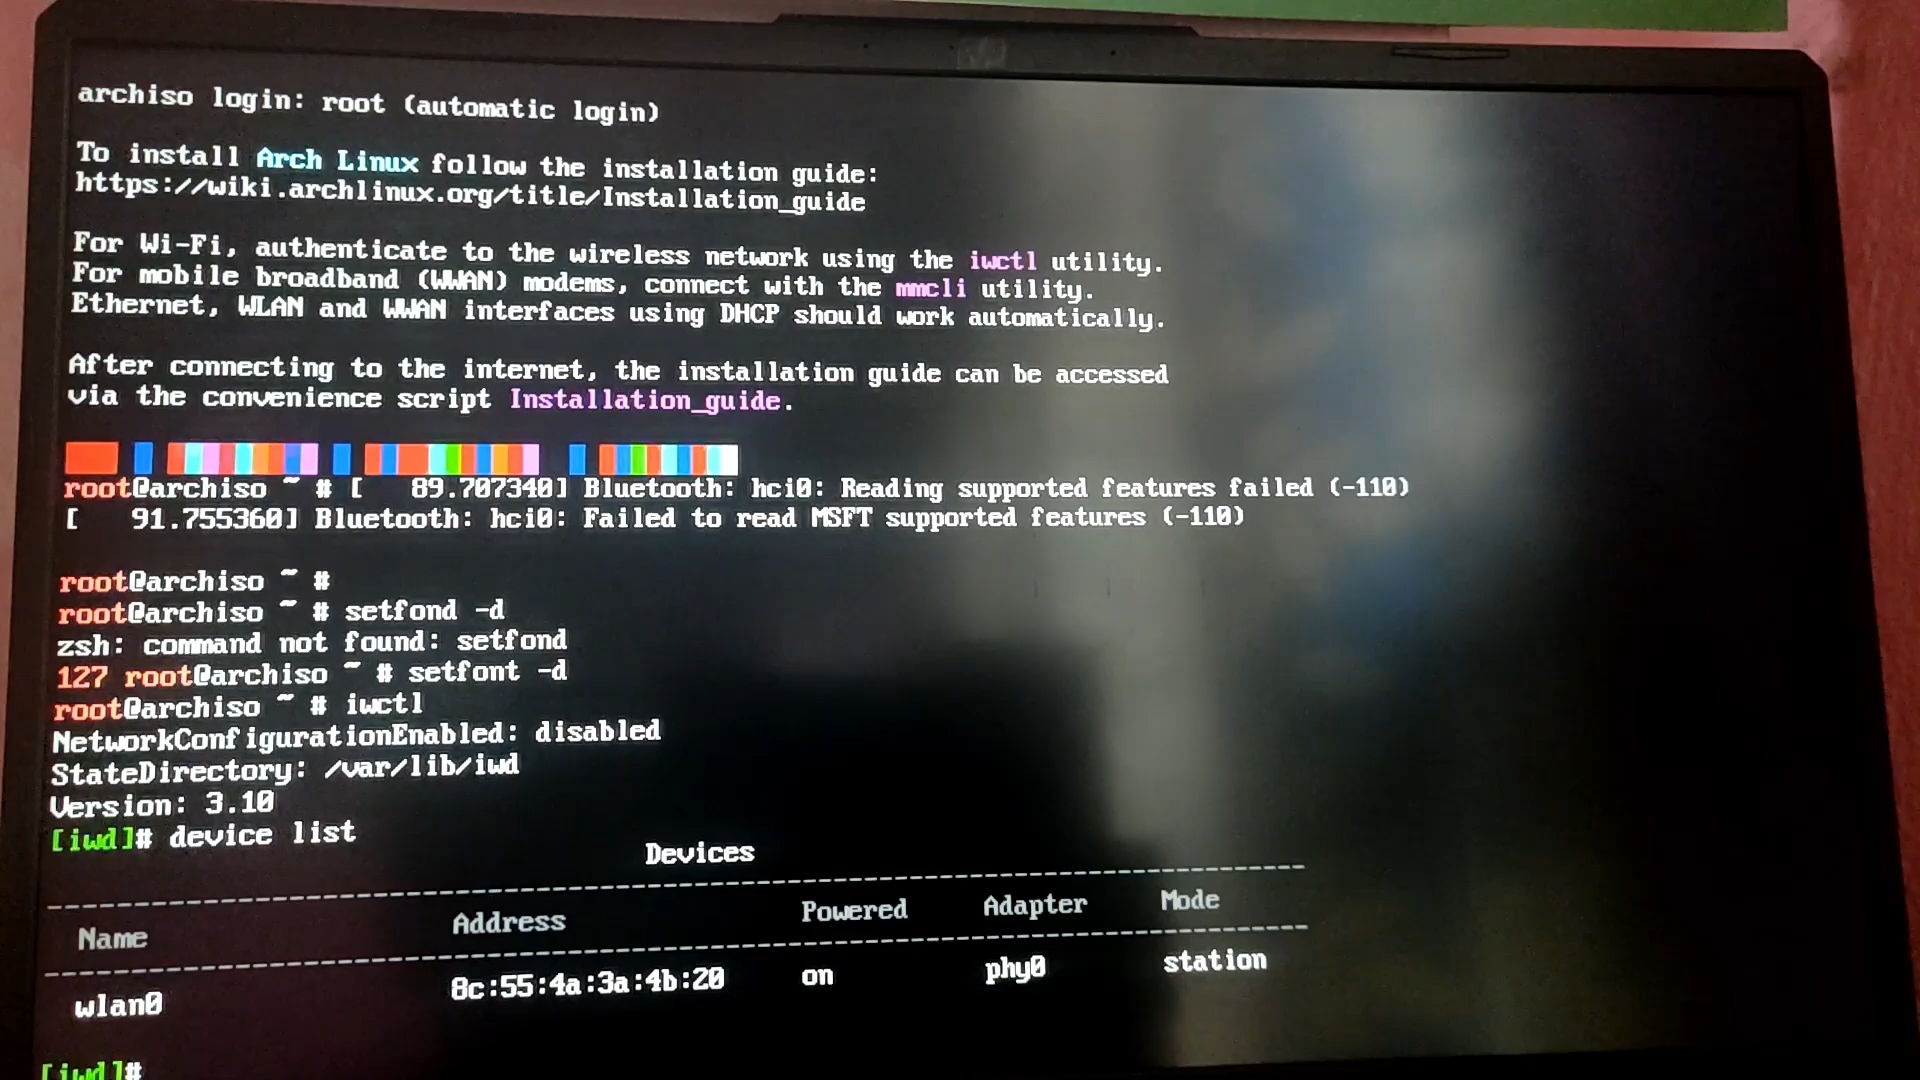 archiso login: root (automatic login)
To install Arch Linux follow the installation guide:
https://wiki.archlinux.org/title/Installation_guide
For Wi-Fi, authenticate to the wireless network using the iwctl utility.
For mobile broadband (WWAN) modems, connect with the mmcli utility.
Ethernet, WLAN and WWAN interfaces using DHCP should work automatically.
After connecting to the internet, the installation guide can be accessed
via the convenience script Installation_guide.
root@archiso ~ # [   89.707340] Bluetooth: hci0: Reading supported features failed (-110)
[   91.755360] Bluetooth: hci0: Failed to read MSFT supported features (-110)
root@archiso ~ #
root@archiso ~ # setfond -d
zsh: command not found: setfond
127 root@archiso ~ # setfont -d
root@archiso ~ # iwctl
NetworkConfigurationEnabled: disabled
StateDirectory: /var/lib/iwd
Version: 3.10
[iwd]# device list
Devices
Name Address Powered Adapter Mode
wlan0 8c:55:4a:3a:4b:20 on phy0 station
[iwd]#